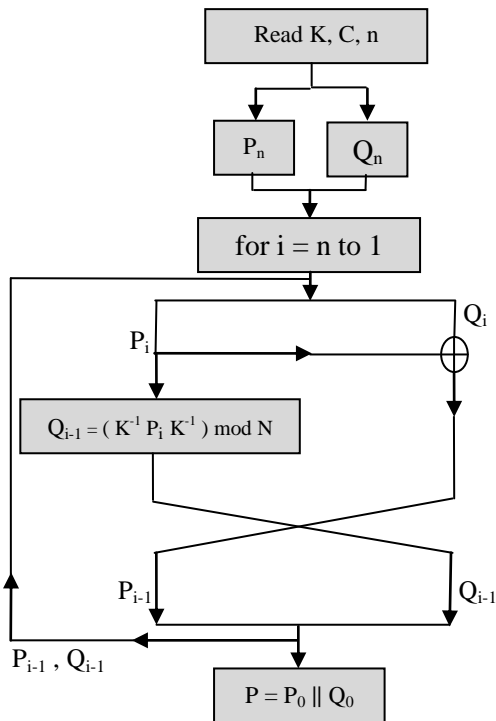 Read K, C, n
Pₙ
Qₙ
for i = n to 1
Qᵢ
Pᵢ
Qᵢ₋₁ = ( K⁻¹ Pᵢ K⁻¹ ) mod N
Pᵢ₋₁
Qᵢ₋₁
Pᵢ₋₁ , Qᵢ₋₁
P = P₀ || Q₀